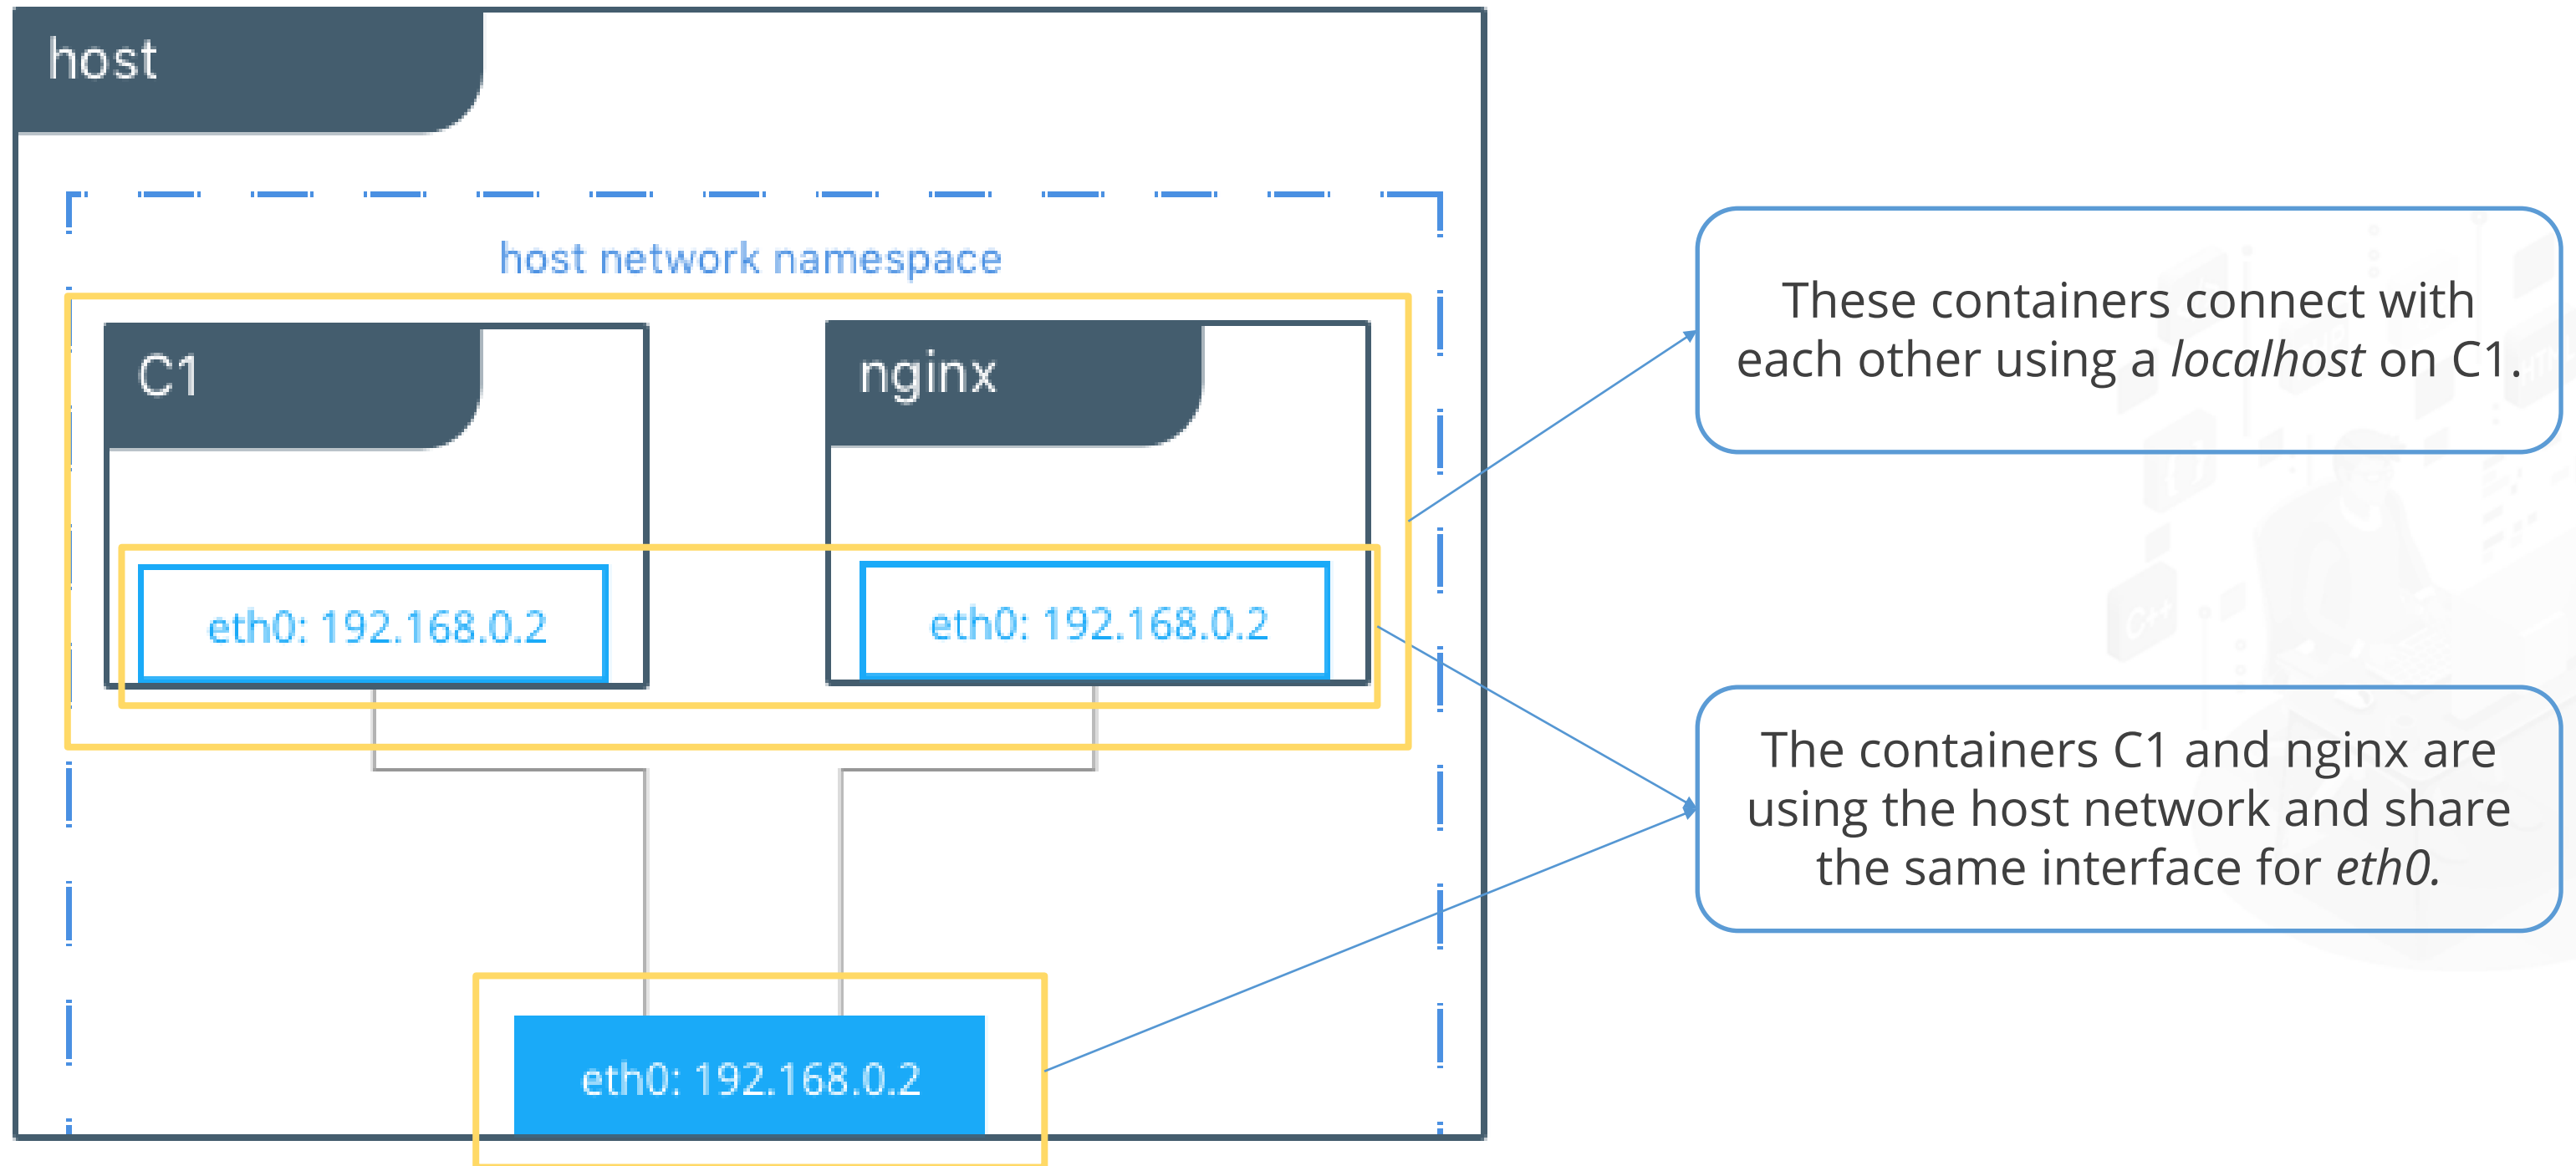 host
host network namespace
C1
nginx
eth0: 192.168.0.2
eth0: 192.168.0.2
eth0: 192.168.0.2
These containers connect with
each other using a localhost on C1.
The containers C1 and nginx are
using the host network and share
the same interface for eth0.
C++